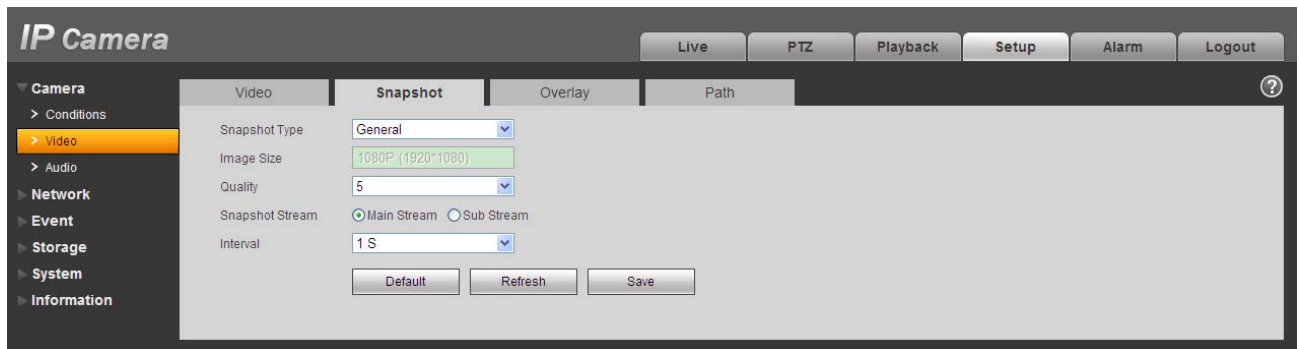 IP Camera
Live PTZ Playback Setup Alarm Logout
Camera
> Conditions
> Video
> Audio
Network
Event
Storage
System
Information
Video Snapshot Overlay Path ?
Snapshot Type General
Image Size 1080P (1920*1080)
Quality 5
Snapshot Stream Main Stream Sub Stream
Interval 1 S
Default Refresh Save